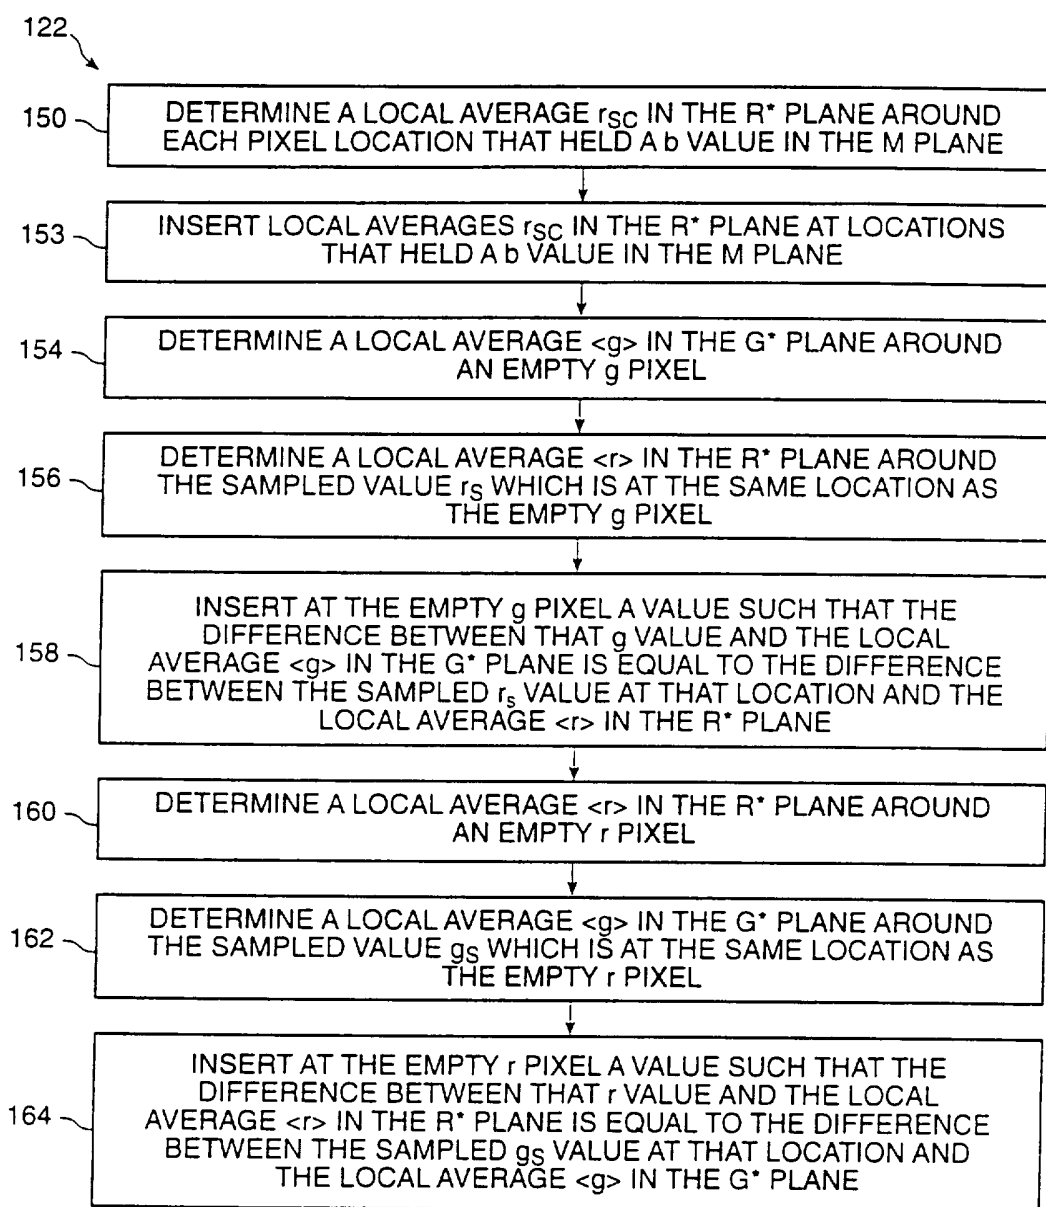 122
150
DETERMINE A LOCAL AVERAGE rSC IN THE R* PLANE AROUND
EACH PIXEL LOCATION THAT HELD A b VALUE IN THE M PLANE
153
INSERT LOCAL AVERAGES rSC IN THE R* PLANE AT LOCATIONS
THAT HELD A b VALUE IN THE M PLANE
154
DETERMINE A LOCAL AVERAGE <g> IN THE G* PLANE AROUND
AN EMPTY g PIXEL
156
DETERMINE A LOCAL AVERAGE <r> IN THE R* PLANE AROUND
THE SAMPLED VALUE rS WHICH IS AT THE SAME LOCATION AS
THE EMPTY g PIXEL
158
INSERT AT THE EMPTY g PIXEL A VALUE SUCH THAT THE
DIFFERENCE BETWEEN THAT g VALUE AND THE LOCAL
AVERAGE <g> IN THE G* PLANE IS EQUAL TO THE DIFFERENCE
BETWEEN THE SAMPLED rs VALUE AT THAT LOCATION AND THE
LOCAL AVERAGE <r> IN THE R* PLANE
160
DETERMINE A LOCAL AVERAGE <r> IN THE R* PLANE AROUND
AN EMPTY r PIXEL
162
DETERMINE A LOCAL AVERAGE <g> IN THE G* PLANE AROUND
THE SAMPLED VALUE gS WHICH IS AT THE SAME LOCATION AS
THE EMPTY r PIXEL
164
INSERT AT THE EMPTY r PIXEL A VALUE SUCH THAT THE
DIFFERENCE BETWEEN THAT r VALUE AND THE LOCAL
AVERAGE <r> IN THE R* PLANE IS EQUAL TO THE DIFFERENCE
BETWEEN THE SAMPLED gS VALUE AT THAT LOCATION AND
THE LOCAL AVERAGE <g> IN THE G* PLANE